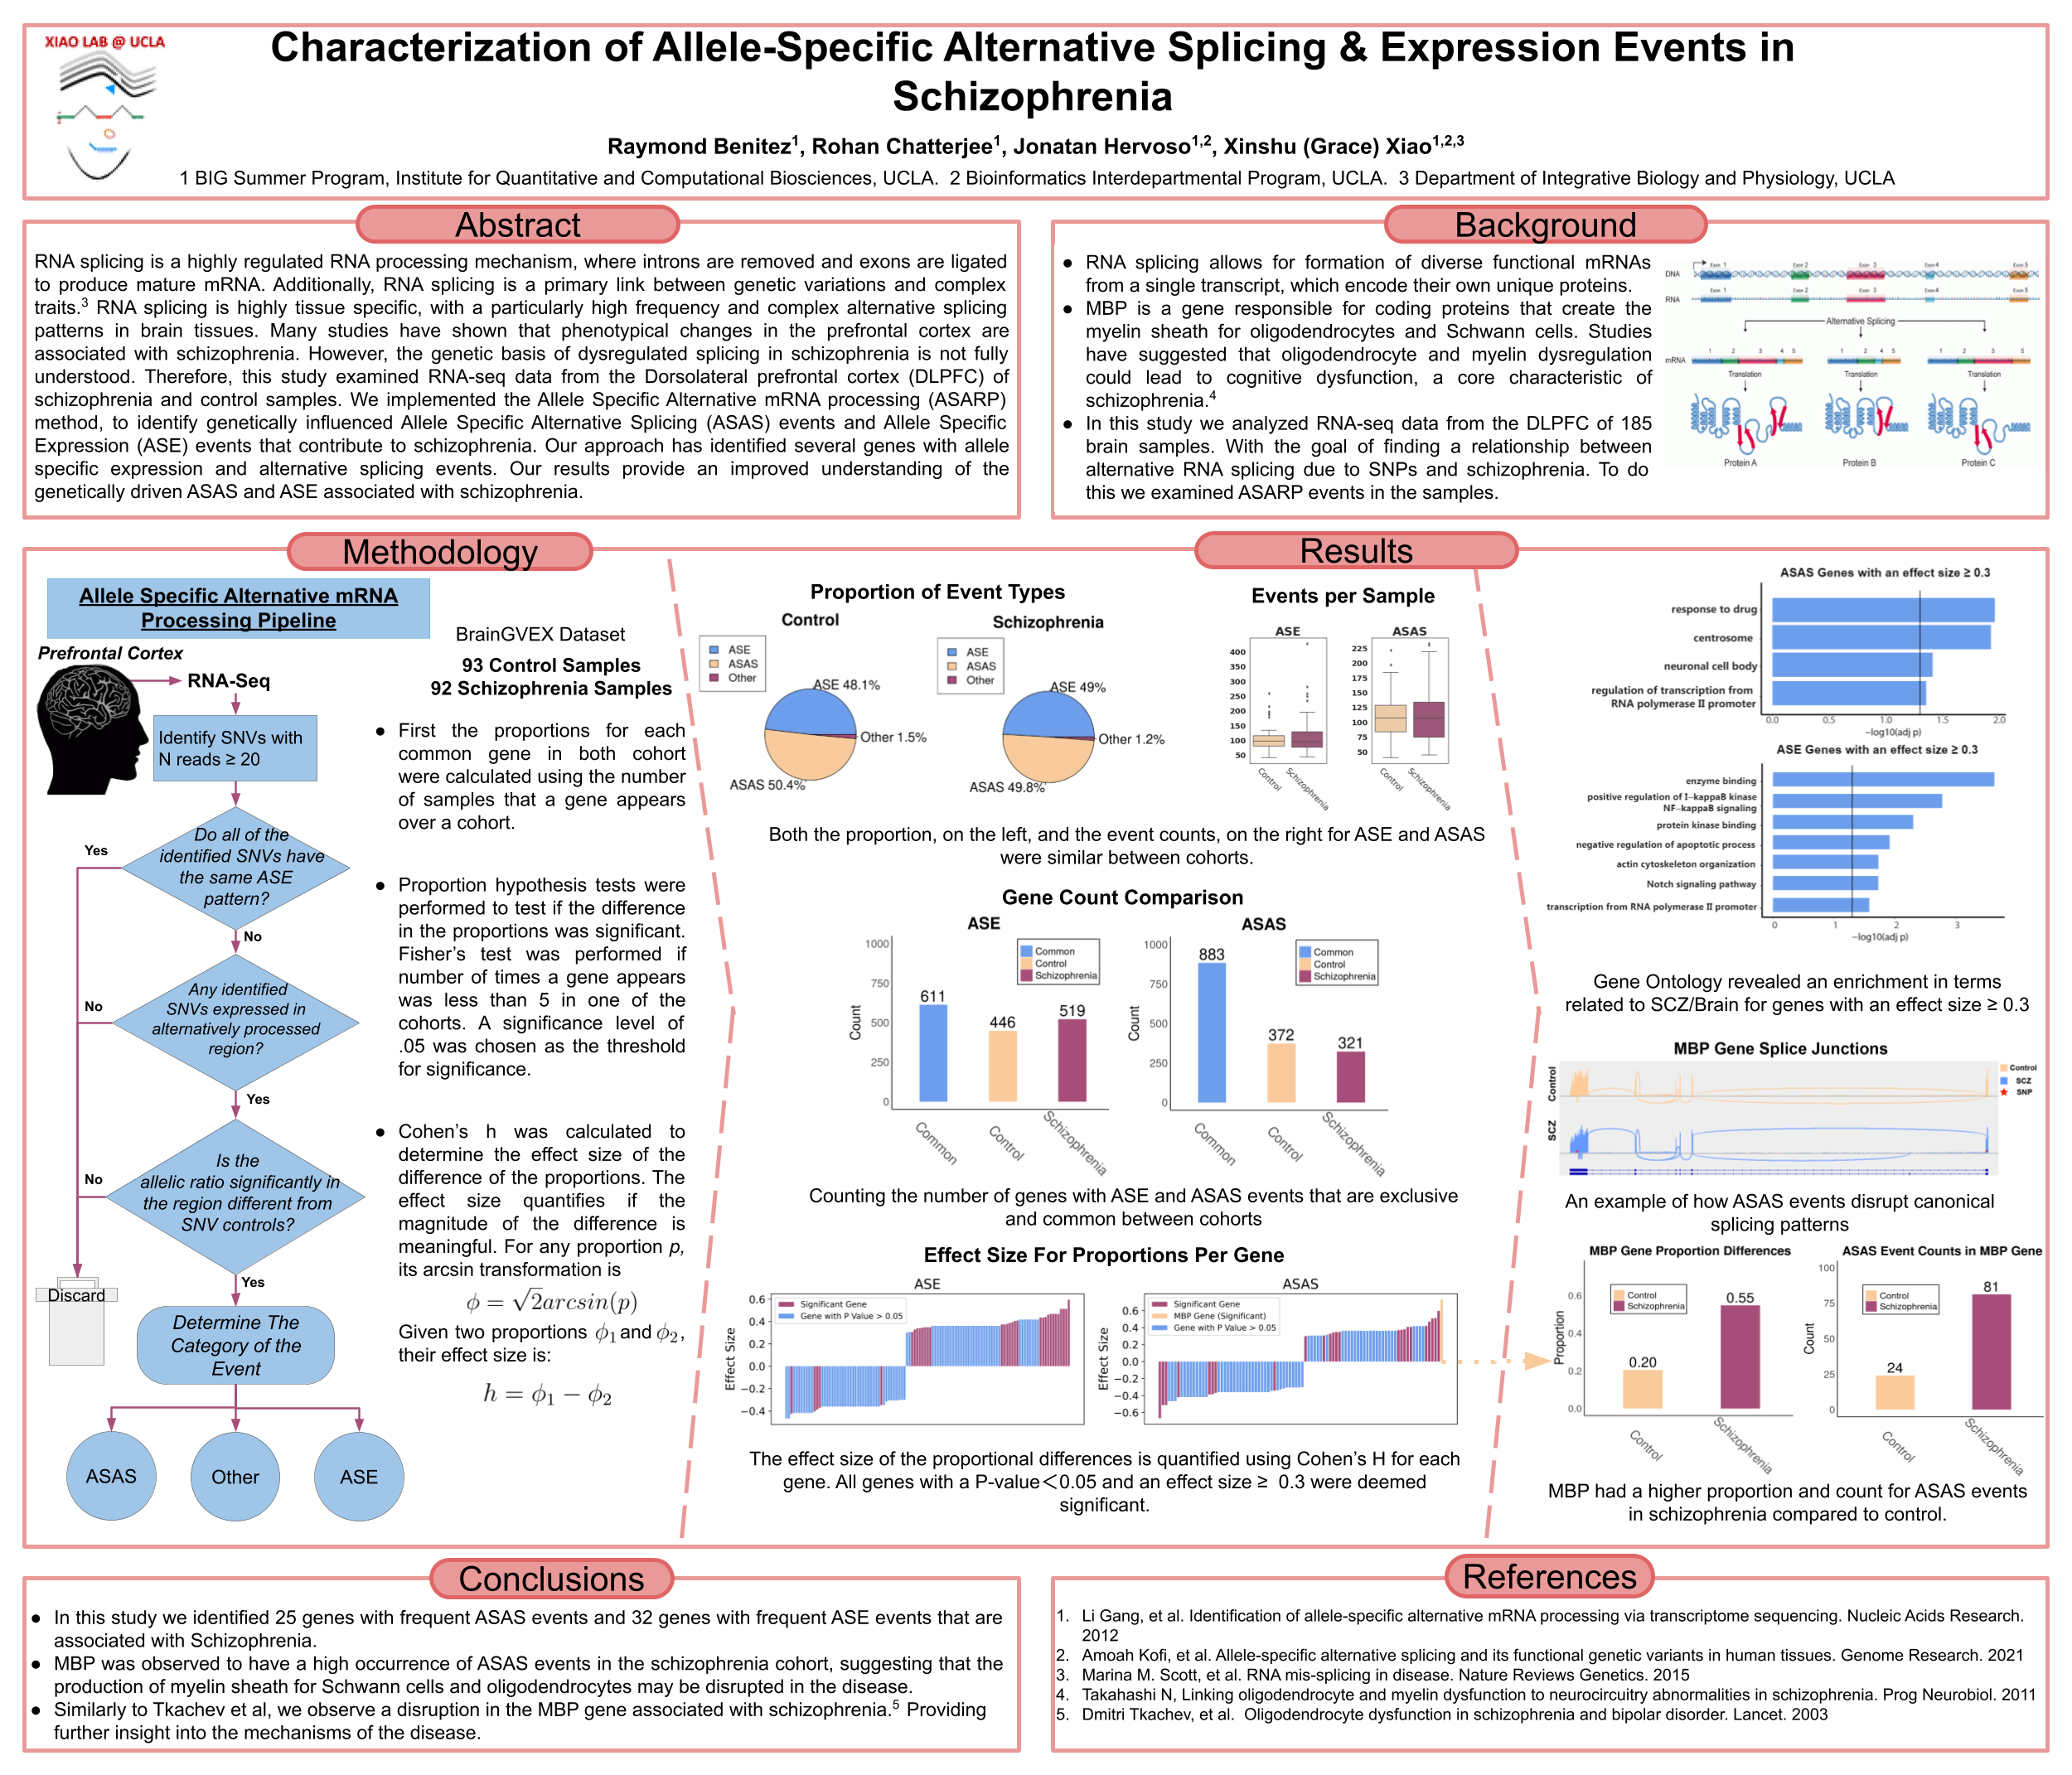 XIAO LAB @ UCLA
Characterization of Allele-Specific Alternative Splicing & Expression Events in
Schizophrenia
Raymond Benitez1, Rohan Chatterjee1, Jonatan Hervoso1,2, Xinshu (Grace) Xiao1,2,3
1 BIG Summer Program, Institute for Quantitative and Computational Biosciences, UCLA. 2 Bioinformatics Interdepartmental Program, UCLA. 3 Department of Integrative Biology and Physiology, UCLA
Abstract
RNA splicing is a highly regulated RNA processing mechanism, where introns are removed and exons are ligated
to produce mature mRNA. Additionally, RNA splicing is a primary link between genetic variations and complex
traits.3 RNA splicing is highly tissue specific, with a particularly high frequency and complex alternative splicing
patterns in brain tissues. Many studies have shown that phenotypical changes in the prefrontal cortex are
associated with schizophrenia. However, the genetic basis of dysregulated splicing in schizophrenia is not fully
understood. Therefore, this study examined RNA-seq data from the Dorsolateral prefrontal cortex (DLPFC) of
schizophrenia and control samples. We implemented the Allele Specific Alternative mRNA processing (ASARP)
method, to identify genetically influenced Allele Specific Alternative Splicing (ASAS) events and Allele Specific
Expression (ASE) events that contribute to schizophrenia. Our approach has identified several genes with allele
specific expression and alternative splicing events. Our results provide an improved understanding of the
genetically driven ASAS and ASE associated with schizophrenia.
Background
● RNA splicing allows for formation of diverse functional mRNAs
from a single transcript, which encode their own unique proteins.
● MBP is a gene responsible for coding proteins that create the
myelin sheath for oligodendrocytes and Schwann cells. Studies
have suggested that oligodendrocyte and myelin dysregulation
could lead to cognitive dysfunction, a core characteristic of
schizophrenia.4
● In this study we analyzed RNA-seq data from the DLPFC of 185
brain samples. With the goal of finding a relationship between
alternative RNA splicing due to SNPs and schizophrenia. To do
this we examined ASARP events in the samples.
Exon 1 Exon 2 Exon 3 Exon 4 Exon 5
DNA
Exon 1 Exon 2 Exon 3 Exon 4 Exon 5
RNA
Alternative Splicing
1 2 3 4 5 1 2 4 5 1 2 3 5
mRNA
Translation Translation Translation
Protein A Protein B Protein C
Methodology
Allele Specific Alternative mRNA
Processing Pipeline
Prefrontal Cortex
RNA-Seq
Identify SNVs with
N reads ≥ 20
Do all of the
identified SNVs have
the same ASE
pattern?
Yes
No
Any identified
SNVs expressed in
alternatively processed
region?
No
Yes
Is the
allelic ratio significantly in
the region different from
SNV controls?
No
Yes
Discard
Determine The
Category of the
Event
ASAS
Other
ASE
BrainGVEX Dataset
93 Control Samples
92 Schizophrenia Samples
● First the proportions for each
common gene in both cohort
were calculated using the number
of samples that a gene appears
over a cohort.
● Proportion hypothesis tests were
performed to test if the difference
in the proportions was significant.
Fisher's test was performed if
number of times a gene appears
was less than 5 in one of the
cohorts. A significance level of
.05 was chosen as the threshold
for significance.
● Cohen's h was calculated to
determine the effect size of the
difference of the proportions. The
effect size quantifies if the
magnitude of the difference is
meaningful. For any proportion p,
its arcsin transformation is
ϕ = √2arcsin(p)
Given two proportions ϕ1 and ϕ2,
their effect size is:
h = ϕ1 − ϕ2
Results
Proportion of Event Types
Control
ASE
ASAS
Other
ASE 48.1%
Other 1.5%
ASAS 50.4%
Schizophrenia
ASE
ASAS
Other
ASE 49%
Other 1.2%
ASAS 49.8%
Events per Sample
ASE
400
350
300
250
200
150
100
50
Control Schizophrenia
ASAS
225
200
175
150
125
100
75
50
Control Schizophrenia
Both the proportion, on the left, and the event counts, on the right for ASE and ASAS
were similar between cohorts.
Gene Count Comparison
ASE
Common
Control
Schizophrenia
1000
750
500
250
0
Count
611
446
519
Common Control Schizophrenia
ASAS
Common
Control
Schizophrenia
1000
750
500
250
0
Count
883
372
321
Common Control Schizophrenia
Counting the number of genes with ASE and ASAS events that are exclusive
and common between cohorts
Effect Size For Proportions Per Gene
ASE
Significant Gene
Gene with P Value > 0.05
Effect Size
0.6
0.4
0.2
0.0
−0.2
−0.4
ASAS
Significant Gene
MBP Gene (Significant)
Gene with P Value > 0.05
Effect Size
0.6
0.4
0.2
0.0
−0.2
−0.4
−0.6
The effect size of the proportional differences is quantified using Cohen's H for each
gene. All genes with a P-value<0.05 and an effect size ≥ 0.3 were deemed
significant.
ASAS Genes with an effect size ≥ 0.3
response to drug
centrosome
neuronal cell body
regulation of transcription from
RNA polymerase II promoter
0.0 0.5 1.0 1.5 2.0
−log10(adj p)
ASE Genes with an effect size ≥ 0.3
enzyme binding
positive regulation of I−kappaB kinase
NF−kappaB signaling
protein kinase binding
negative regulation of apoptotic process
actin cytoskeleton organization
Notch signaling pathway
transcription from RNA polymerase II promoter
0 1 2 3
−log10(adj p)
Gene Ontology revealed an enrichment in terms
related to SCZ/Brain for genes with an effect size ≥ 0.3
MBP Gene Splice Junctions
Control
SCZ
Control
SCZ
SNP
An example of how ASAS events disrupt canonical
splicing patterns
MBP Gene Proportion Differences
Control
Schizophrenia
Proportion
0.6
0.4
0.2
0.0
0.20
0.55
Control Schizophrenia
ASAS Event Counts in MBP Gene
Control
Schizophrenia
Count
100
75
50
25
0
24
81
Control Schizophrenia
MBP had a higher proportion and count for ASAS events
in schizophrenia compared to control.
Conclusions
● In this study we identified 25 genes with frequent ASAS events and 32 genes with frequent ASE events that are
associated with Schizophrenia.
● MBP was observed to have a high occurrence of ASAS events in the schizophrenia cohort, suggesting that the
production of myelin sheath for Schwann cells and oligodendrocytes may be disrupted in the disease.
● Similarly to Tkachev et al, we observe a disruption in the MBP gene associated with schizophrenia.5 Providing
further insight into the mechanisms of the disease.
References
1. Li Gang, et al. Identification of allele-specific alternative mRNA processing via transcriptome sequencing. Nucleic Acids Research.
2012
2. Amoah Kofi, et al. Allele-specific alternative splicing and its functional genetic variants in human tissues. Genome Research. 2021
3. Marina M. Scott, et al. RNA mis-splicing in disease. Nature Reviews Genetics. 2015
4. Takahashi N, Linking oligodendrocyte and myelin dysfunction to neurocircuitry abnormalities in schizophrenia. Prog Neurobiol. 2011
5. Dmitri Tkachev, et al. Oligodendrocyte dysfunction in schizophrenia and bipolar disorder. Lancet. 2003